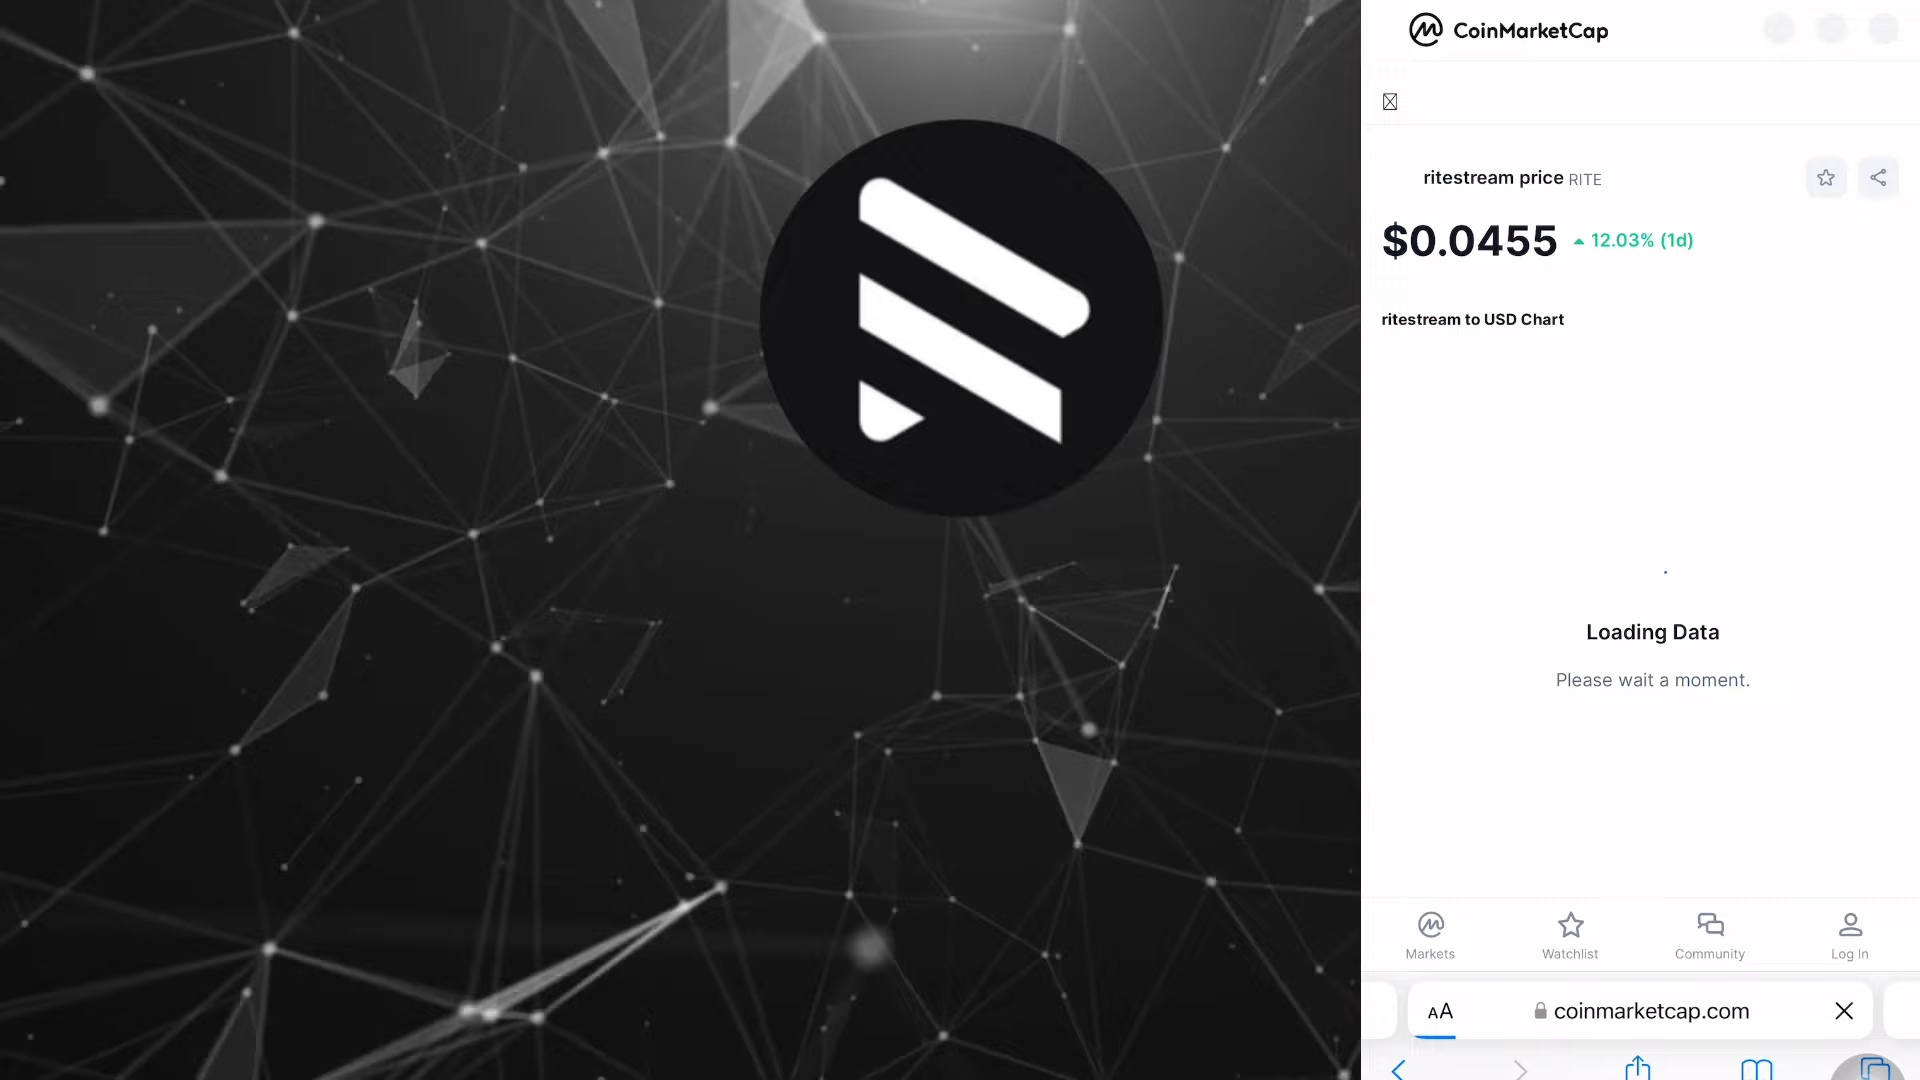 CoinMarketCap
ritestream price RITE
$0.0455 12.03% (1d)
ritestream to USD Chart
Loading Data
Please wait a moment.
Markets Watchlist Community Log In
AA coinmarketcap.com